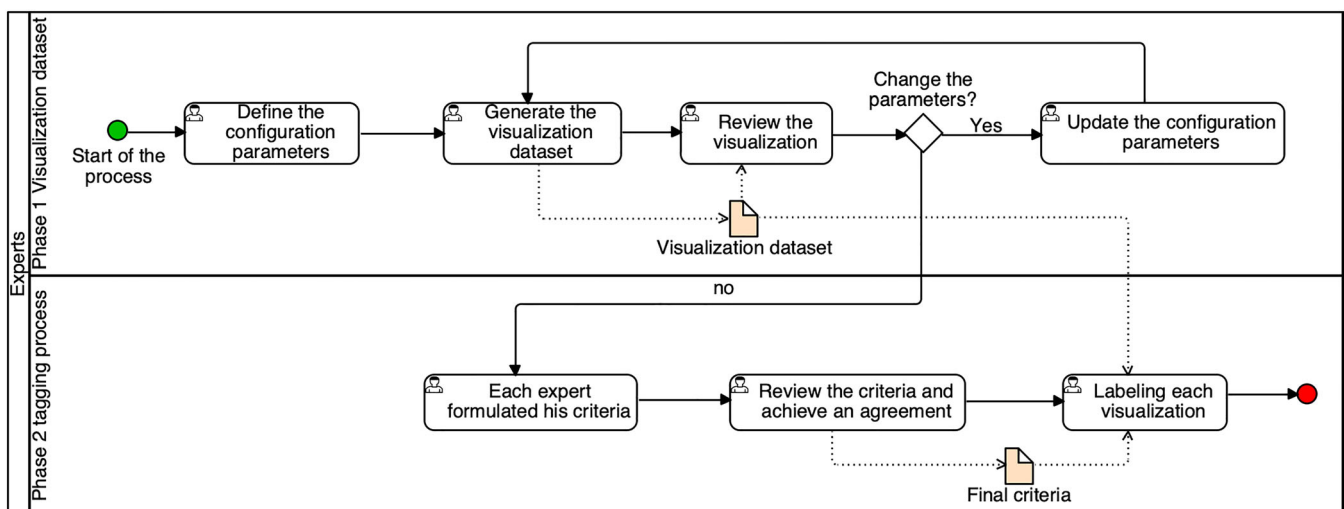 Experts
Phase 1 Visualization dataset
Start of the
process
Define the
configuration
parameters
Generate the
visualization
dataset
Review the
visualization
Change the
parameters?
Yes
Update the configuration
parameters
Visualization dataset
Phase 2 tagging process
no
Each expert
formulated his criteria
Review the criteria and
achieve an agreement
Labeling each
visualization
Final criteria